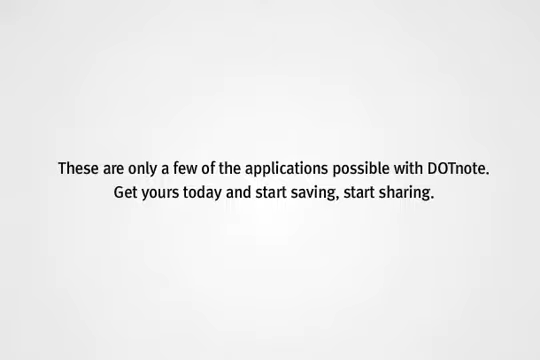 These are only a few of the applications possible with DOTnote.
Get yours today and start saving, start sharing.